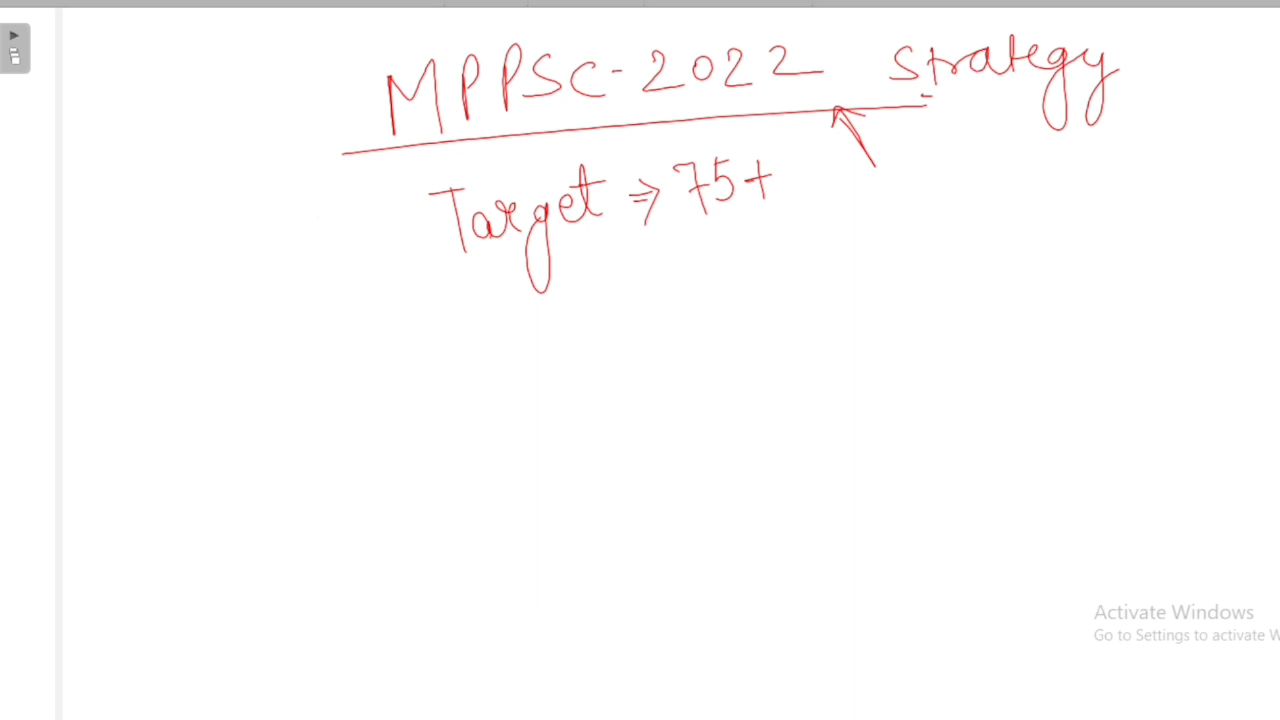 MPPSC-2022 Strategy
Target ⇒ 75+
Activate Windows
Go to Settings to activate W